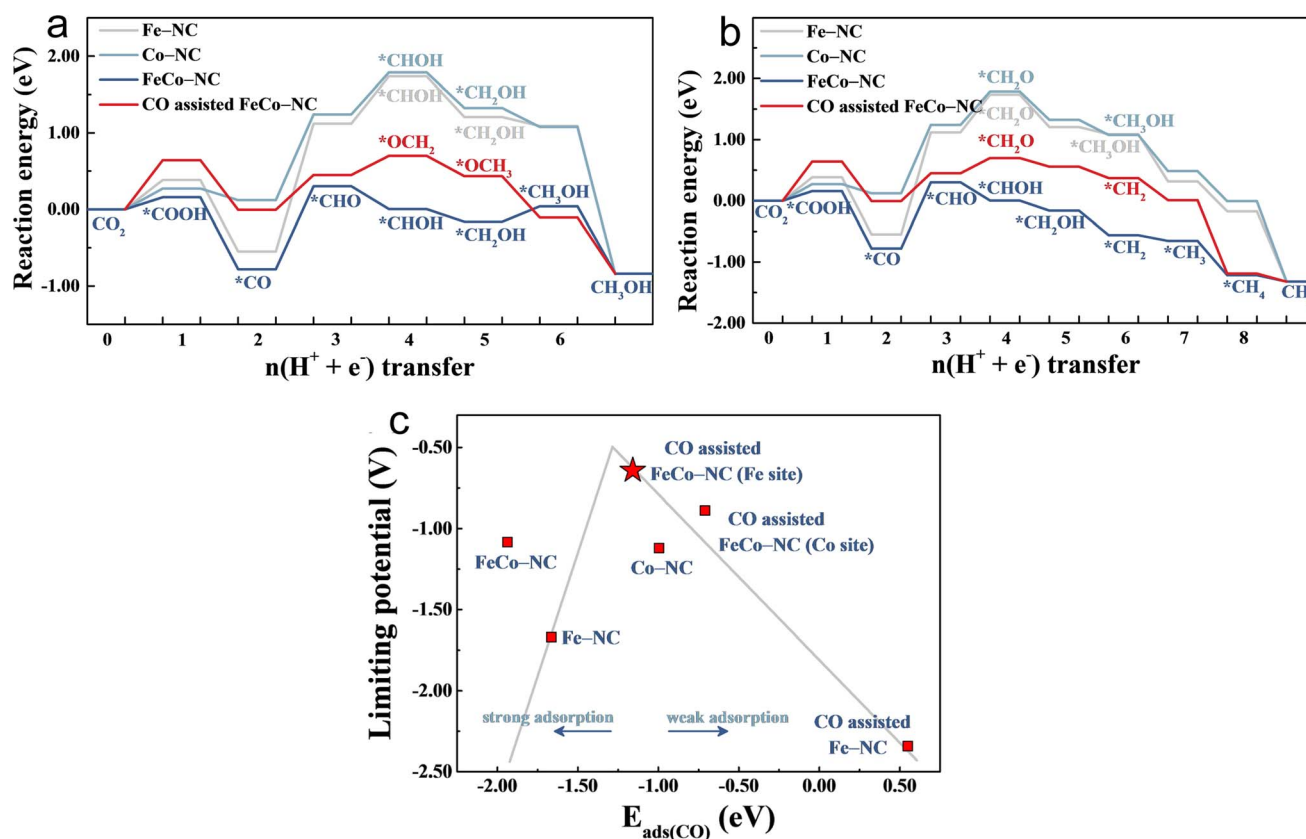 a
Fe–NC
Co–NC
FeCo–NC
CO assisted FeCo–NC
Reaction energy (eV)
2.00
1.00
0.00
-1.00
CO₂
*COOH
*CO
*CHO
*CHOH
*CHOH
*OCH₂
*CHOH
*CH₂OH
*CH₂OH
*OCH₃
*CH₂OH
*CH₃OH
CH₃OH
0 1 2 3 4 5 6
n(H⁺ + e⁻) transfer
b
Fe–NC
Co–NC
FeCo–NC
CO assisted FeCo–NC
Reaction energy (eV)
2.00
1.00
0.00
-1.00
-2.00
CO₂
*COOH
*CO
*CHO
*CH₂O
*CH₂O
*CH₂O
*CHOH
*CH₂OH
*CH₃OH
*CH₃OH
*CH₂
*CH₂
*CH₃
*CH₄
CH
0 1 2 3 4 5 6 7 8
n(H⁺ + e⁻) transfer
c
Limiting potential (V)
-0.50
-1.00
-1.50
-2.00
-2.50
CO assisted
FeCo–NC (Fe site)
CO assisted
FeCo–NC (Co site)
FeCo–NC
Co–NC
Fe–NC
strong adsorption
weak adsorption
CO assisted
Fe–NC
-2.00 -1.50 -1.00 -0.50 0.00 0.50
E_ads(CO) (eV)